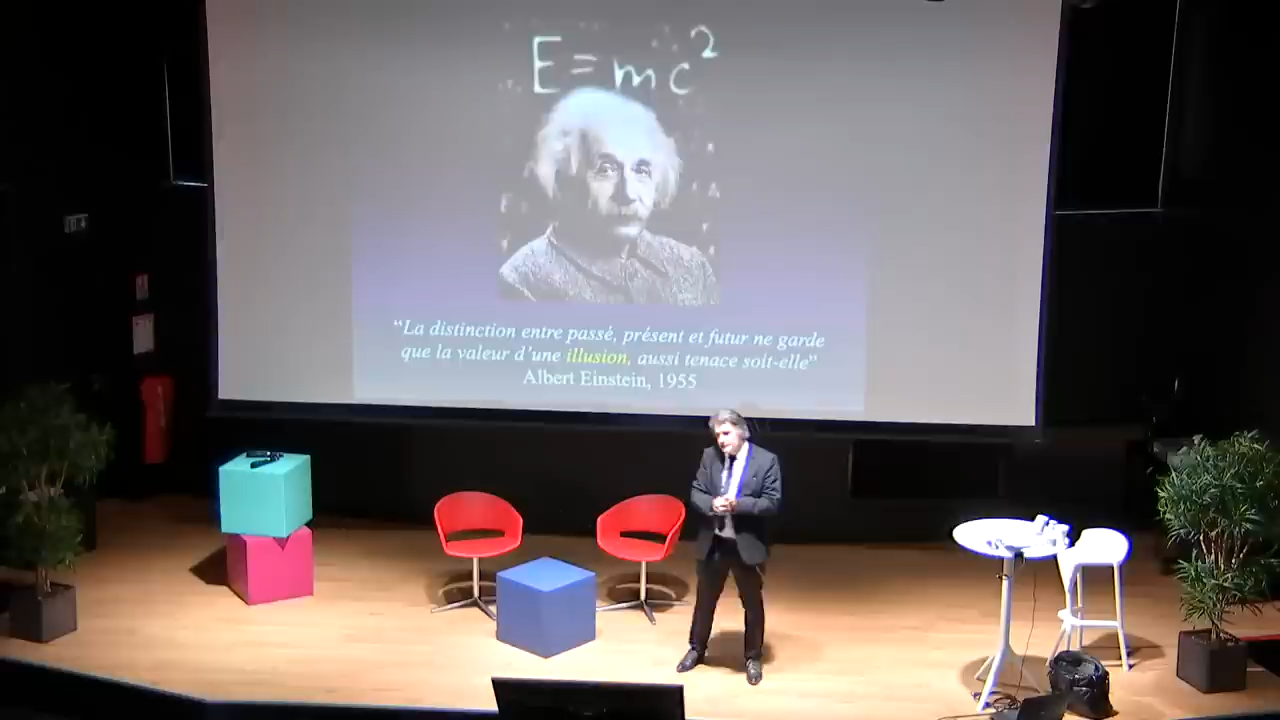 E=mc²
“La distinction entre passé, présent et futur ne garde
que la valeur d’une illusion, aussi tenace soit-elle”
Albert Einstein, 1955